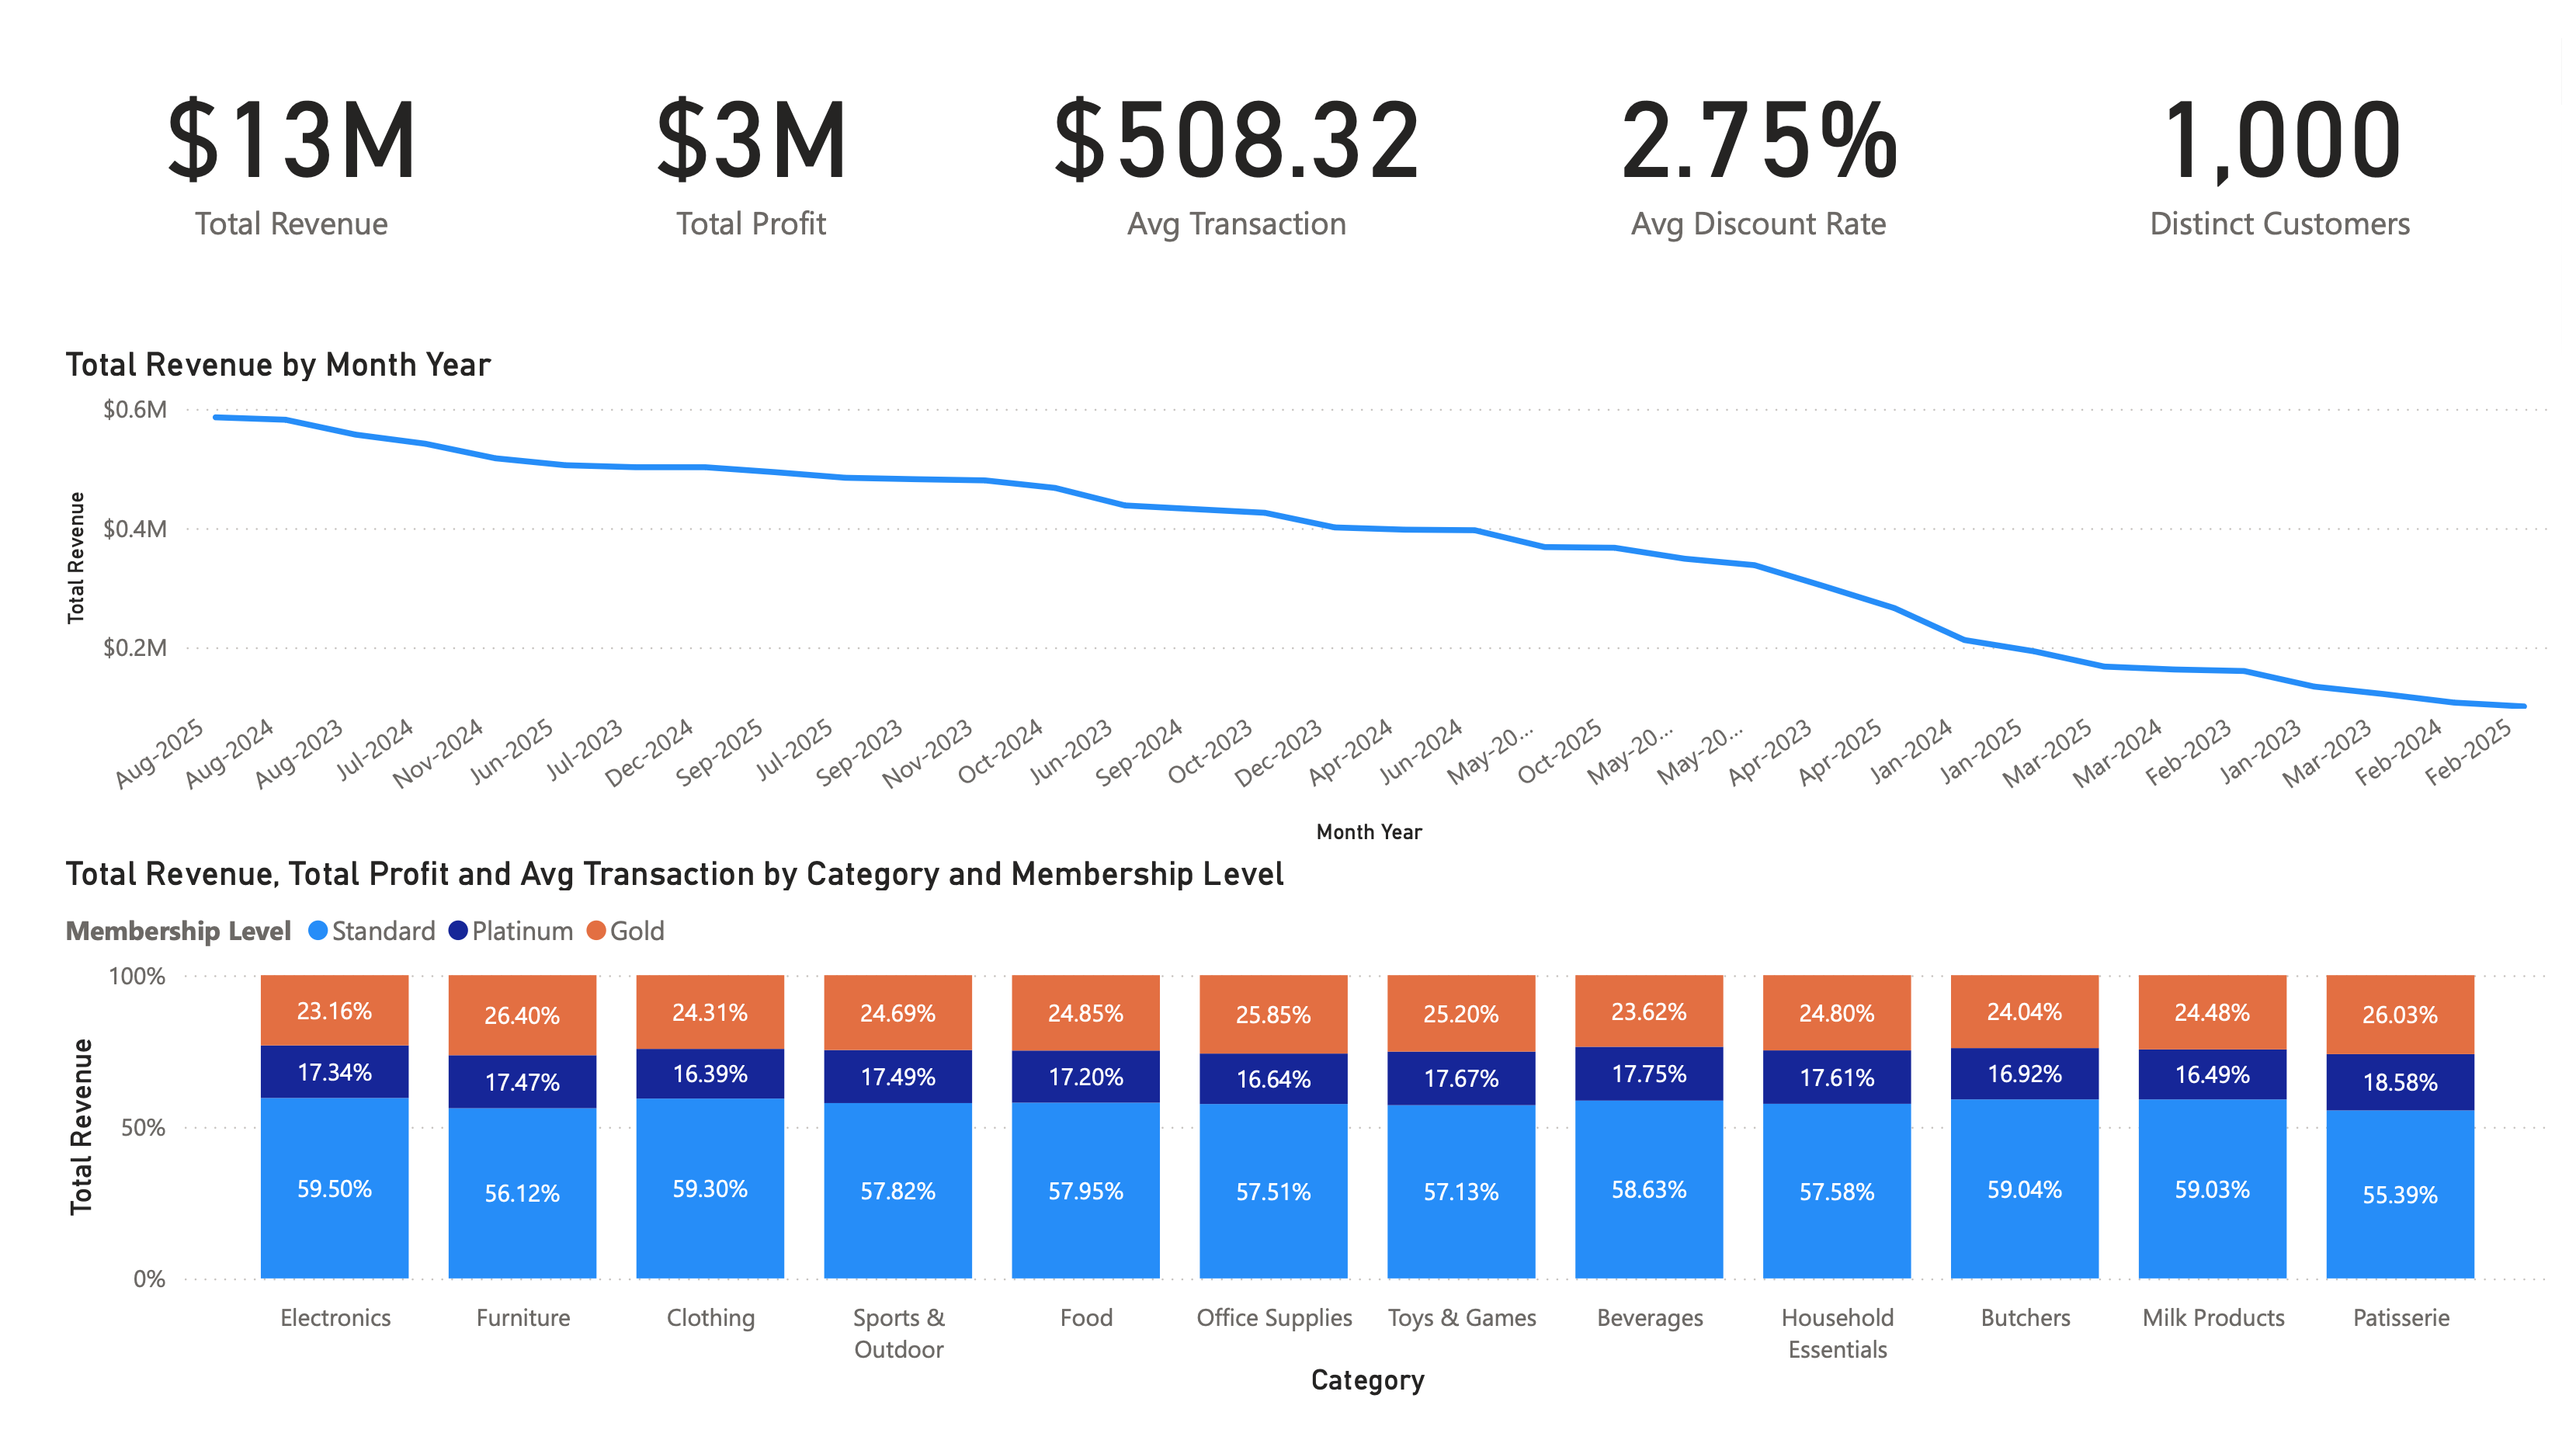 $13M
Total Revenue
$3M
Total Profit
$508.32
Avg Transaction
2.75%
Avg Discount Rate
1,000
Distinct Customers
Total Revenue by Month Year
Total Revenue
$0.6M
$0.4M
$0.2M
Aug-2025
Aug-2024
Aug-2023
Jul-2024
Nov-2024
Jun-2025
Jul-2023
Dec-2024
Sep-2025
Jul-2025
Sep-2023
Nov-2023
Oct-2024
Jun-2023
Sep-2024
Oct-2023
Dec-2023
Apr-2024
Jun-2024
May-20...
Oct-2025
May-20...
May-20...
Apr-2023
Apr-2025
Jan-2024
Jan-2025
Mar-2025
Mar-2024
Feb-2023
Jan-2023
Mar-2023
Feb-2024
Feb-2025
Month Year
Total Revenue, Total Profit and Avg Transaction by Category and Membership Level
Membership Level Standard Platinum Gold
Total Revenue
100%
50%
0%
23.16% 26.40% 24.31% 24.69% 24.85% 25.85% 25.20% 23.62% 24.80% 24.04% 24.48% 26.03%
17.34% 17.47% 16.39% 17.49% 17.20% 16.64% 17.67% 17.75% 17.61% 16.92% 16.49% 18.58%
59.50% 56.12% 59.30% 57.82% 57.95% 57.51% 57.13% 58.63% 57.58% 59.04% 59.03% 55.39%
Electronics
Furniture
Clothing
Sports &
Outdoor
Food
Office Supplies
Toys & Games
Beverages
Household
Essentials
Butchers
Milk Products
Patisserie
Category